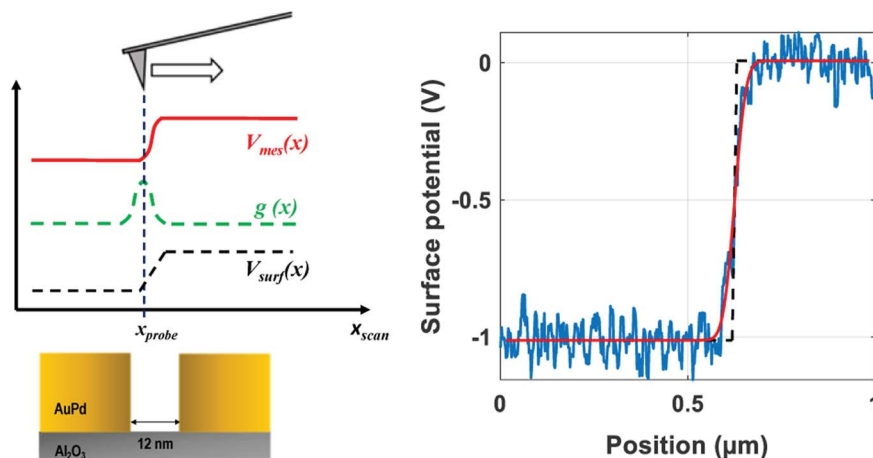 V_mes(x)
g (x)
V_surf(x)
x_probe
x_scan
AuPd
12 nm
Al₂O₃
Surface potential (V)
0
-0.5
-1
0
0.5
1
Position (μm)